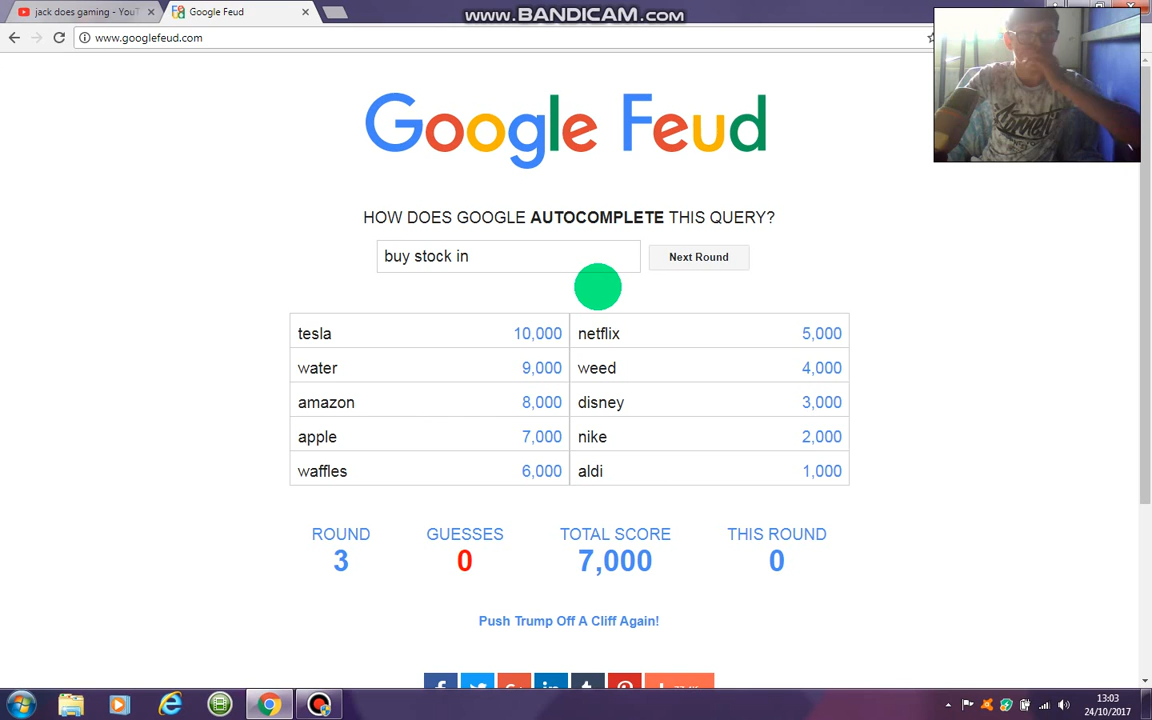 jack does gaming - YouT
Google Feud
www.BANDICAM.com
www.googlefeud.com
Google Feud
HOW DOES GOOGLE AUTOCOMPLETE THIS QUERY?
buy stock in
Next Round
tesla 10,000 netflix 5,000
water 9,000 weed 4,000
amazon 8,000 disney 3,000
apple 7,000 nike 2,000
waffles 6,000 aldi 1,000
ROUND GUESSES TOTAL SCORE THIS ROUND
3 0 7,000 0
Push Trump Off A Cliff Again!
13:03
24/10/2017